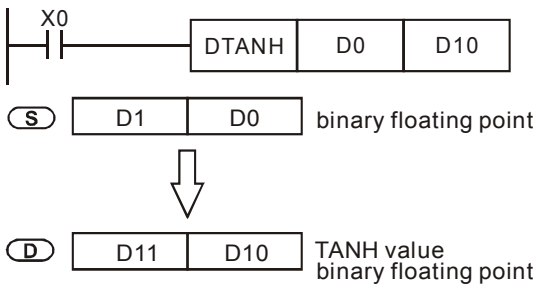 X0
DTANH D0 D10
S D1 D0 binary floating point
D D11 D10 TANH value
binary floating point